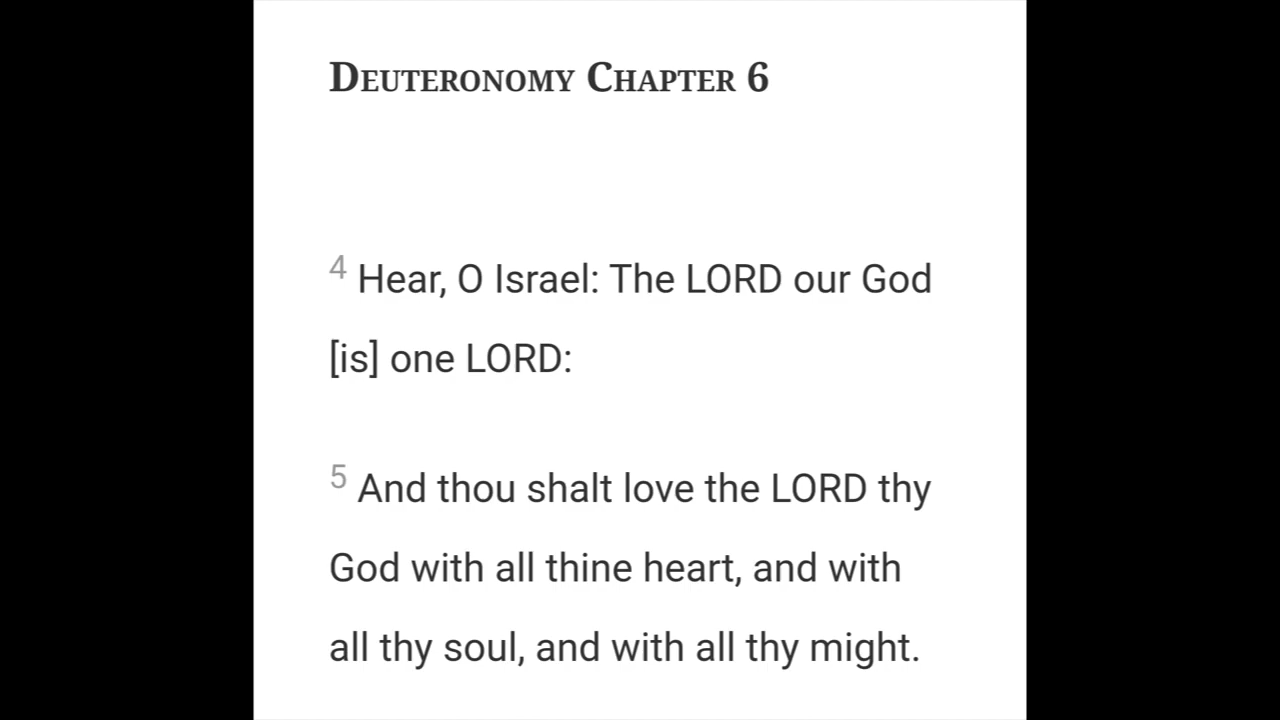 Deuteronomy Chapter 6
4 Hear, O Israel: The LORD our God
[is] one LORD:
5 And thou shalt love the LORD thy
God with all thine heart, and with
all thy soul, and with all thy might.